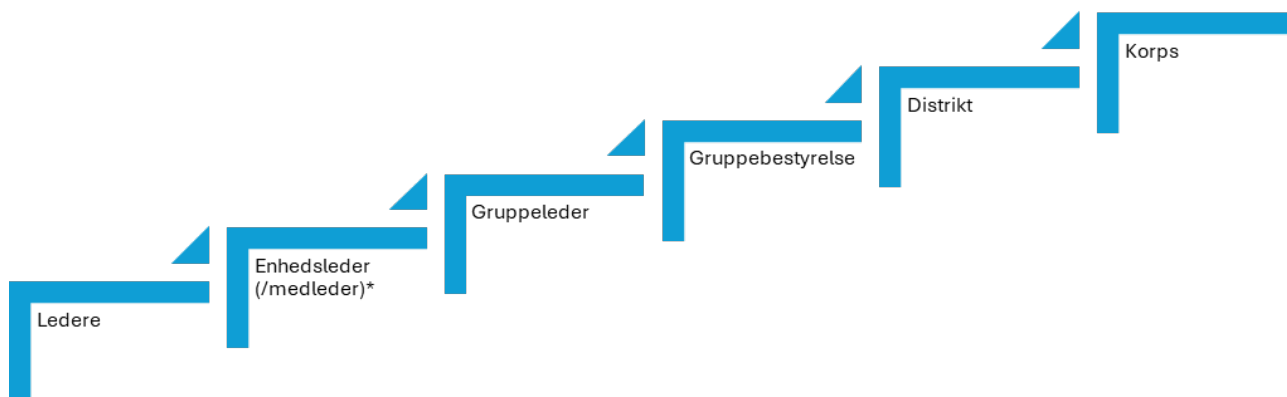 Ledere
Enhedsleder
(/medleder)*
Gruppeleder
Gruppebestyrelse
Distrikt
Korps